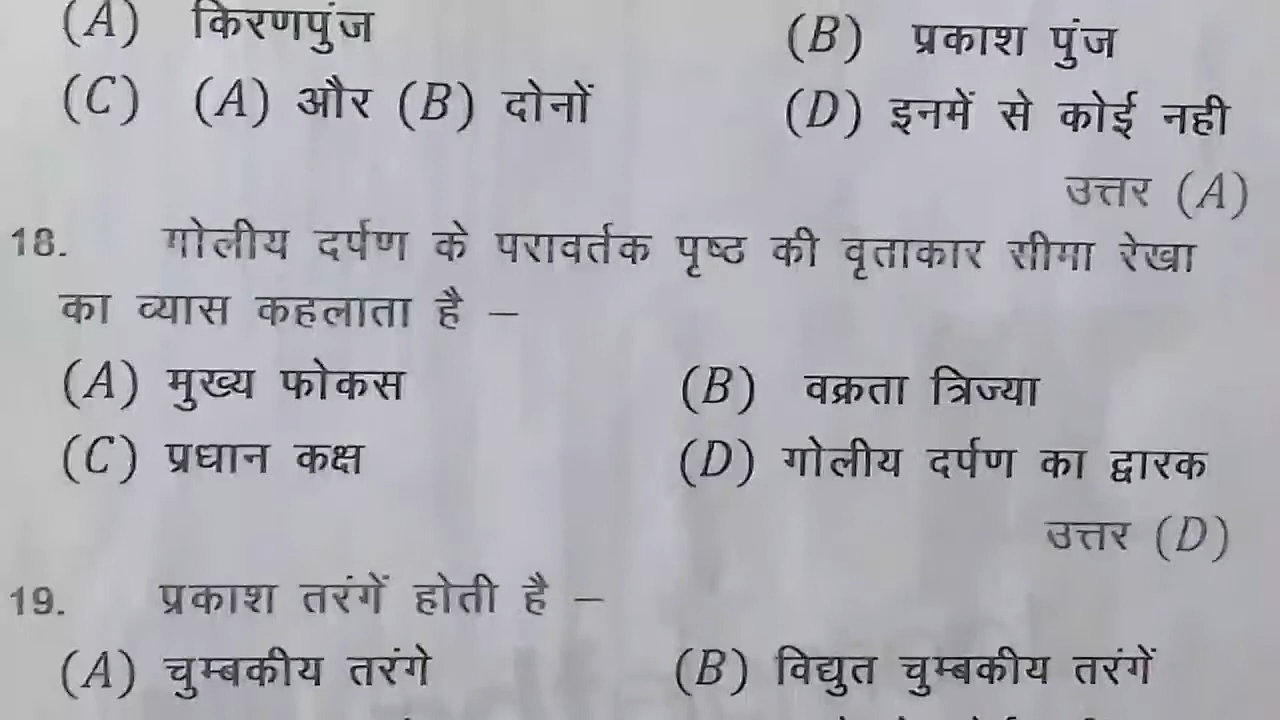 (A) किरणपुंज (B) प्रकाश पुंज
(C) (A) और (B) दोनों (D) इनमें से कोई नही
उत्तर (A)
18. गोलीय दर्पण के परावर्तक पृष्ठ की वृताकार सीमा रेखा
का व्यास कहलाता है –
(A) मुख्य फोकस (B) वक्रता त्रिज्या
(C) प्रधान कक्ष (D) गोलीय दर्पण का द्वारक
उत्तर (D)
19. प्रकाश तरंगें होती है –
(A) चुम्बकीय तरंगे (B) विद्युत चुम्बकीय तरंगें